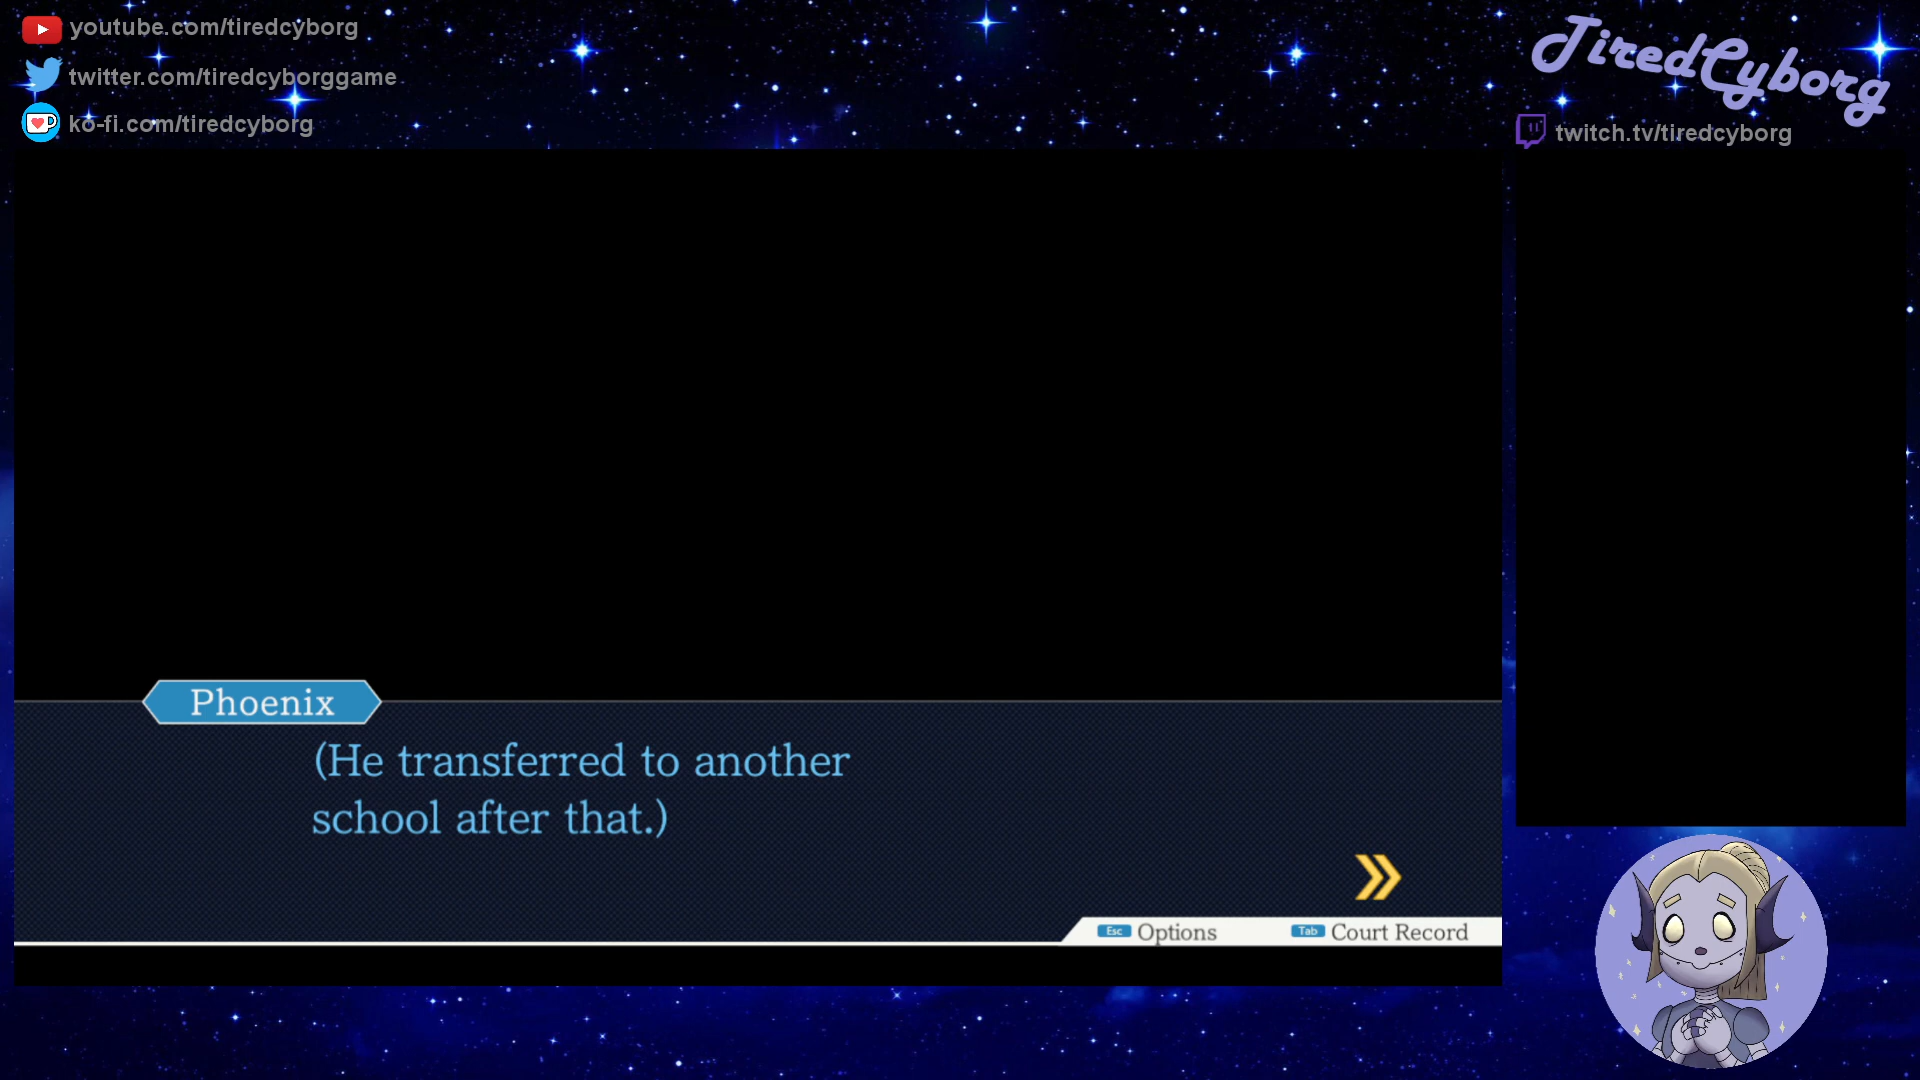 youtube.com/tiredcyborg
twitter.com/tiredcyborggame
ko-fi.com/tiredcyborg
TiredCyborg
twitch.tv/tiredcyborg
Phoenix
(He transferred to another
school after that.)
Esc Options
Tab Court Record